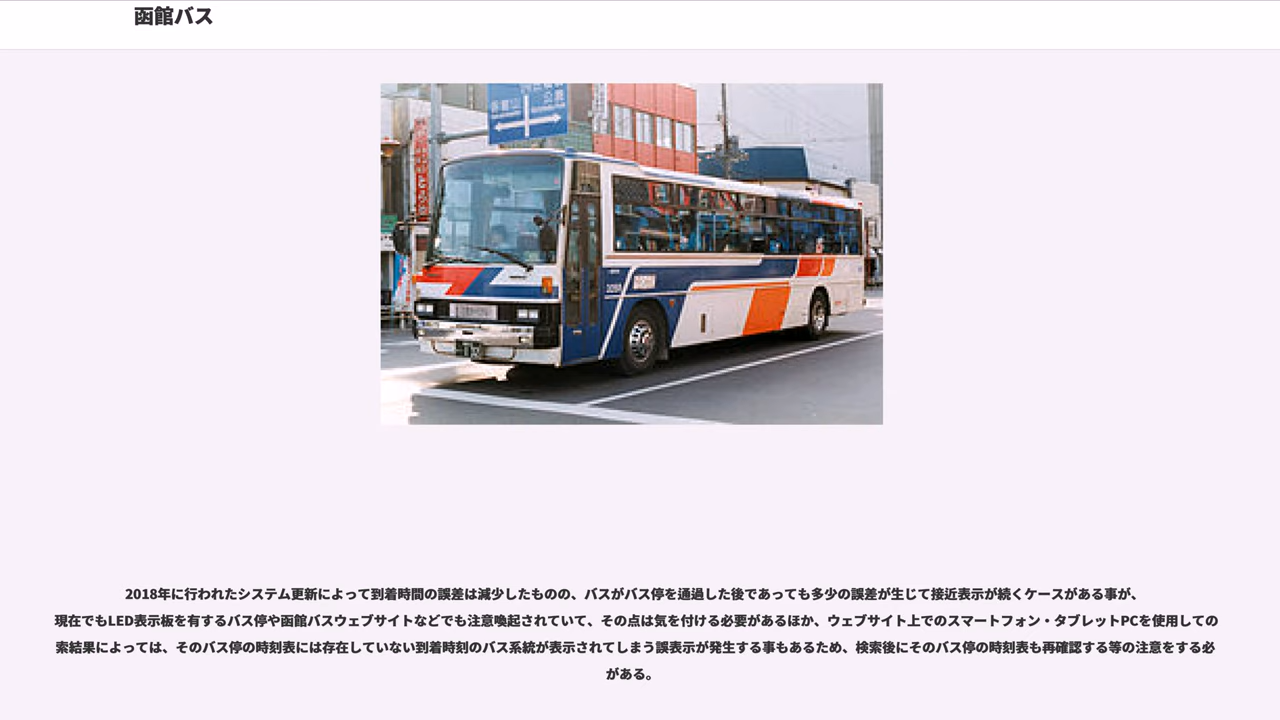 函館バス
2018年に行われたシステム更新によって到着時間の誤差は減少したものの、バスがバス停を通過した後であっても多少の誤差が生じて接近表示が続くケースがある事が、
現在でもLED表示板を有するバス停や函館バスウェブサイトなどでも注意喚起されていて、その点は気を付ける必要があるほか、ウェブサイト上でのスマートフォン・タブレットPCを使用しての
索結果によっては、そのバス停の時刻表には存在していない到着時刻のバス系統が表示されてしまう誤表示が発生する事もあるため、検索後にそのバス停の時刻表も再確認する等の注意をする必
がある。